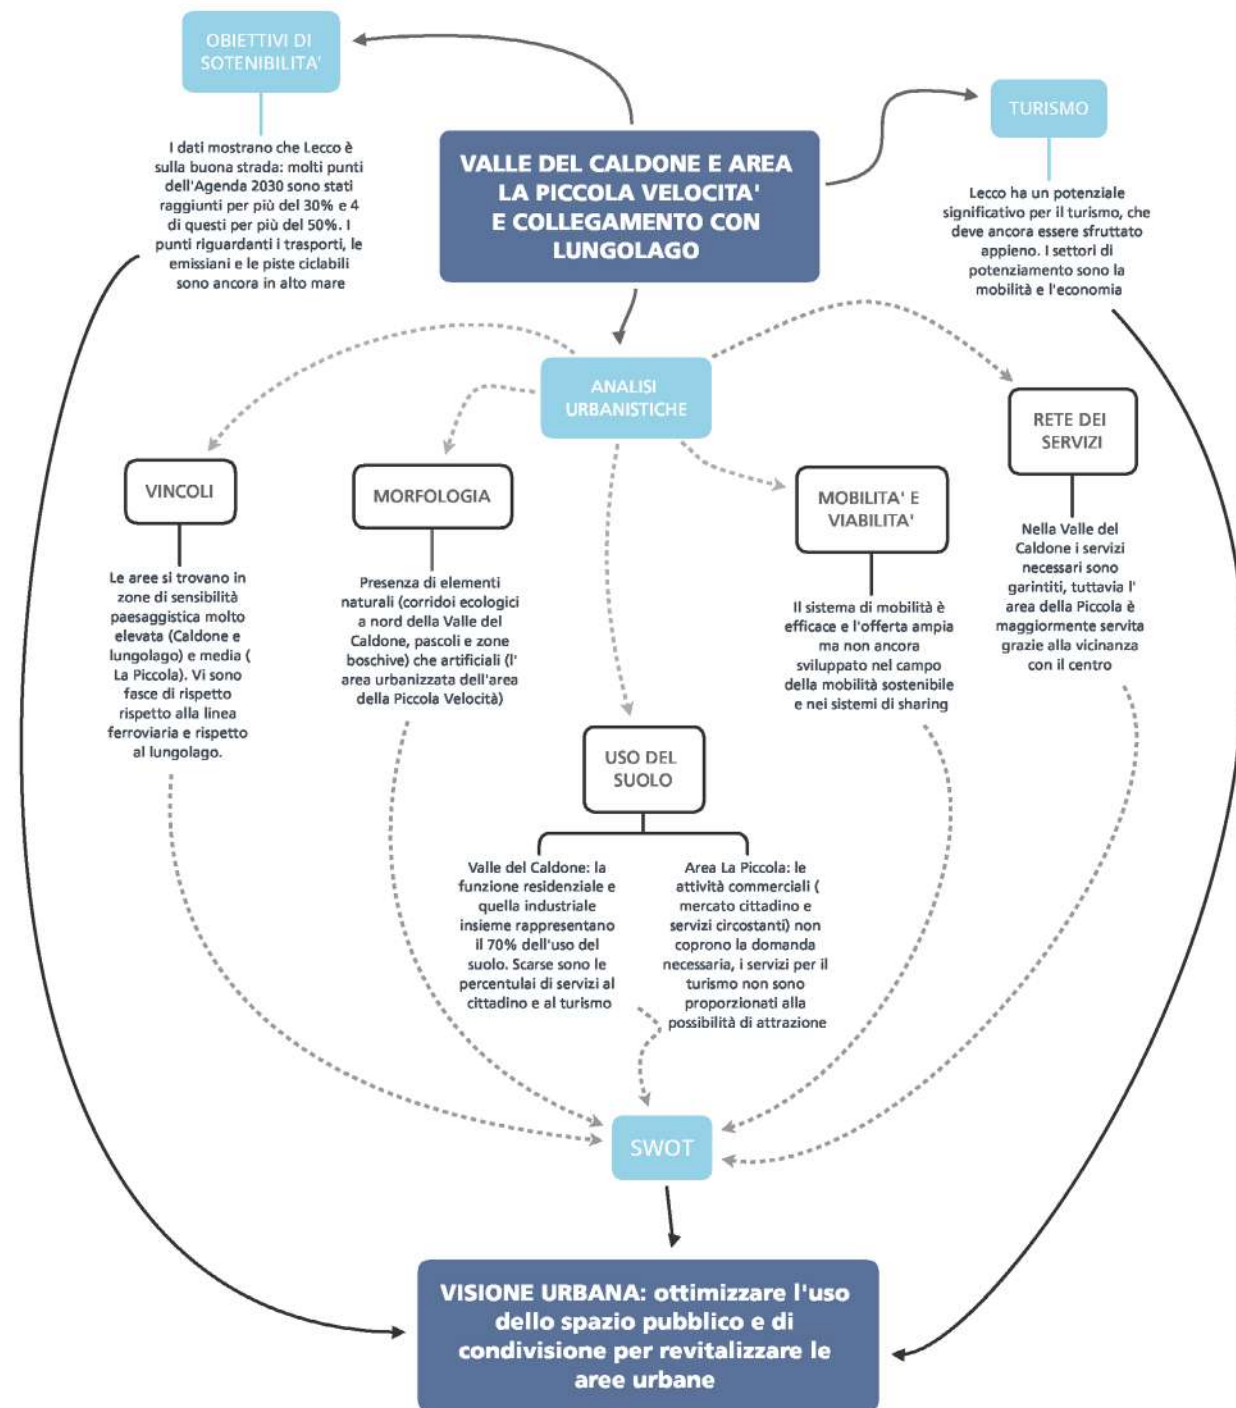 OBIETTIVI DI
SOTENIBILITA'
I dati mostrano che Lecco è
sulla buona strada: molti punti
dell'Agenda 2030 sono stati
raggiunti per più del 30% e 4
di questi per più del 50%. I
punti riguardanti i trasporti, le
emissiani e le piste ciclabili
sono ancora in alto mare
VALLE DEL CALDONE E AREA
LA PICCOLA VELOCITA'
E COLLEGAMENTO CON
LUNGOLAGO
TURISMO
Lecco ha un potenziale
significativo per il turismo, che
deve ancora essere sfruttato
appieno. I settori di
potenziamento sono la
mobilità e l'economia
ANALISI
URBANISTICHE
VINCOLI
Le aree si trovano in
zone di sensibilità
paesaggistica molto
elevata (Caldone e
lungolago) e media (
La Piccola). Vi sono
fasce di rispetto
rispetto alla linea
ferroviaria e rispetto
al lungolago.
MORFOLOGIA
Presenza di elementi
naturali (corridoi ecologici
a nord della Valle del
Caldone, pascoli e zone
boschive) che artificiali (l'
area urbanizzata dell'area
della Piccola Velocità)
USO DEL
SUOLO
Valle del Caldone: la
funzione residenziale e
quella industriale
insieme rappresentano
il 70% dell'uso del
suolo. Scarse sono le
percentulai di servizi al
cittadino e al turismo
Area La Piccola: le
attività commerciali (
mercato cittadino e
servizi circostanti) non
coprono la domanda
necessaria, i servizi per il
turismo non sono
proporzionati alla
possibilità di attrazione
MOBILITA' E
VIABILITA'
Il sistema di mobilità è
efficace e l'offerta ampia
ma non ancora
sviluppato nel campo
della mobilità sostenibile
e nei sistemi di sharing
RETE DEI
SERVIZI
Nella Valle del
Caldone i servizi
necessari sono
garintiti, tuttavia l'
area della Piccola è
maggiormente servita
grazie alla vicinanza
con il centro
SWOT
VISIONE URBANA: ottimizzare l'uso
dello spazio pubblico e di
condivisione per revitalizzare le
aree urbane